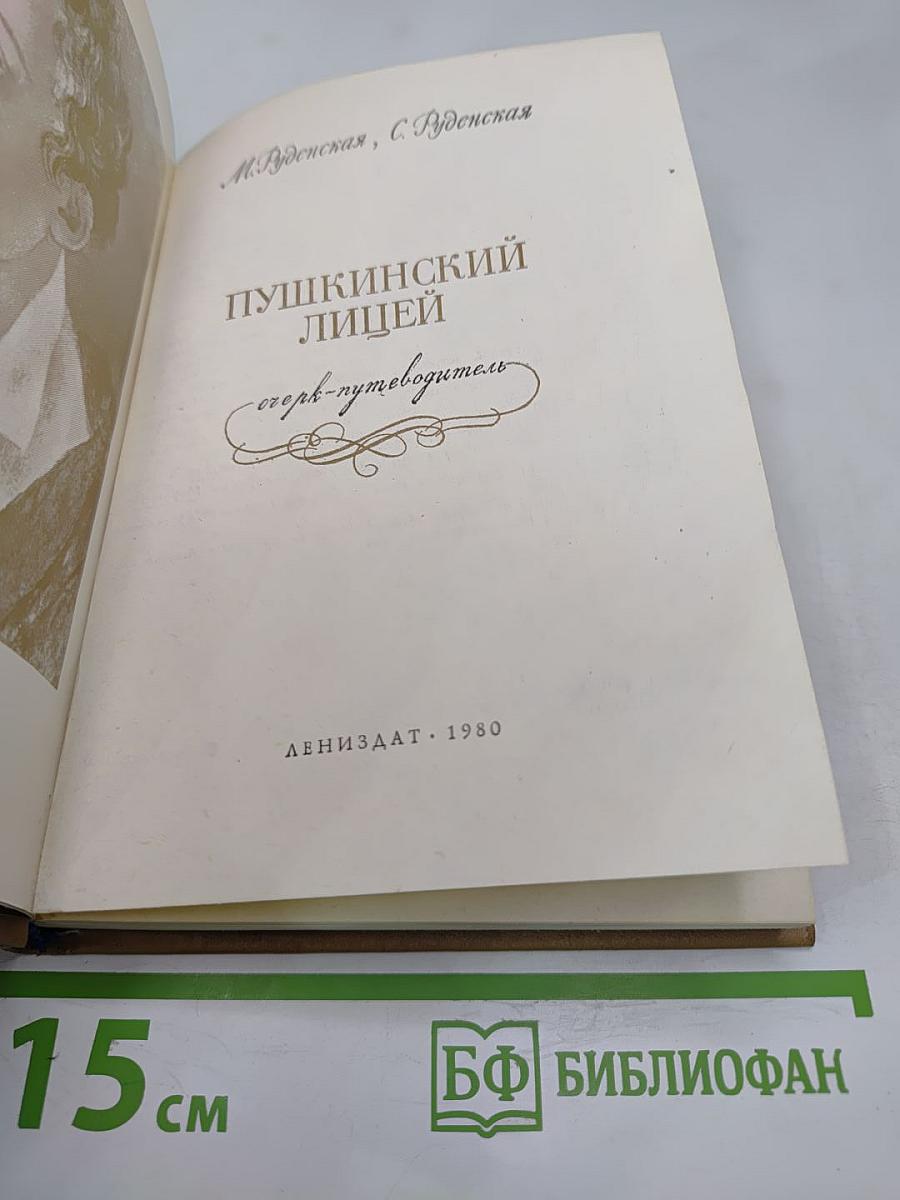 М. Руденская, С. Руденская
ПУШКИНСКИЙ
ЛИЦЕЙ
очерк-путеводитель
ЛЕНИЗДАТ · 1980
15 см
БФ БИБЛИОФАН